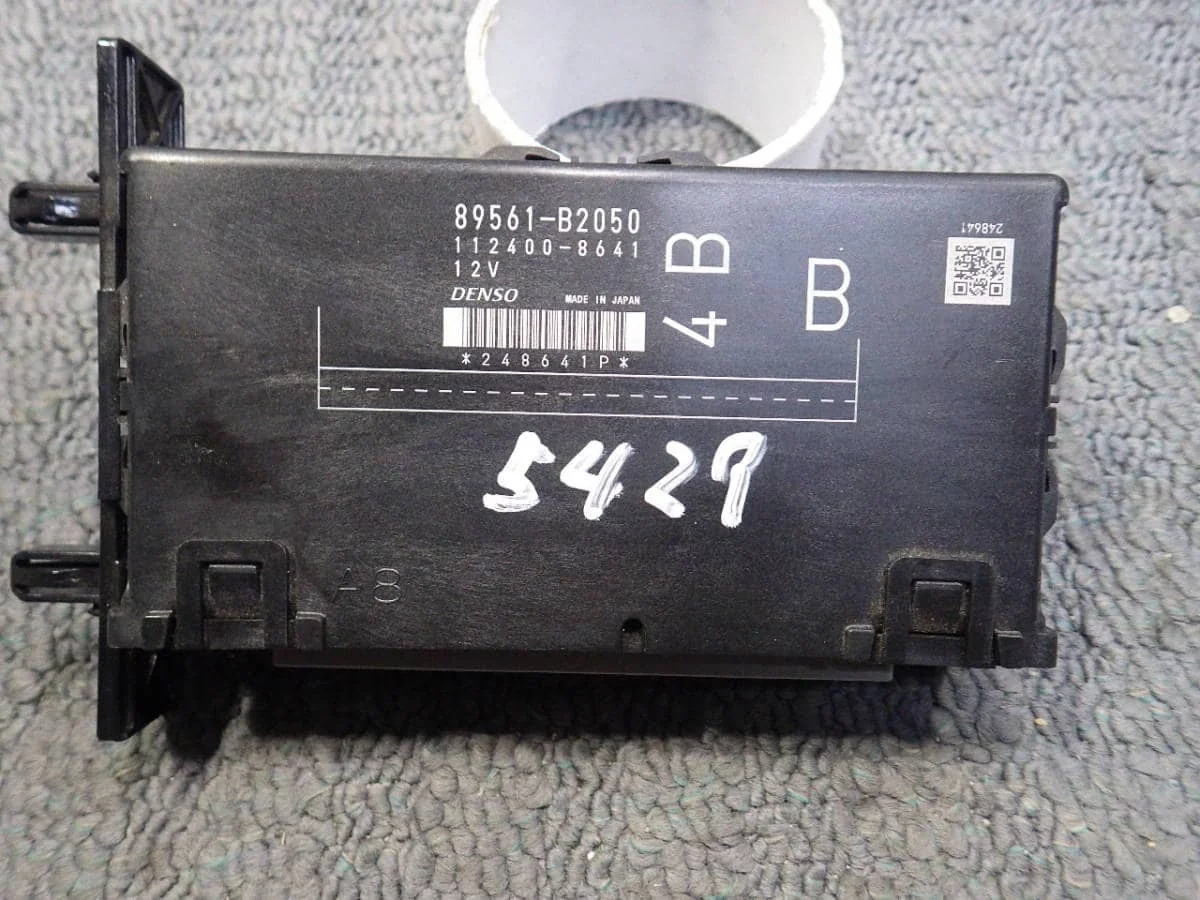 89561-B2050
112400-8641
12V
DENSO MADE IN JAPAN
*248641P*
4B
B
248641
5429
A8